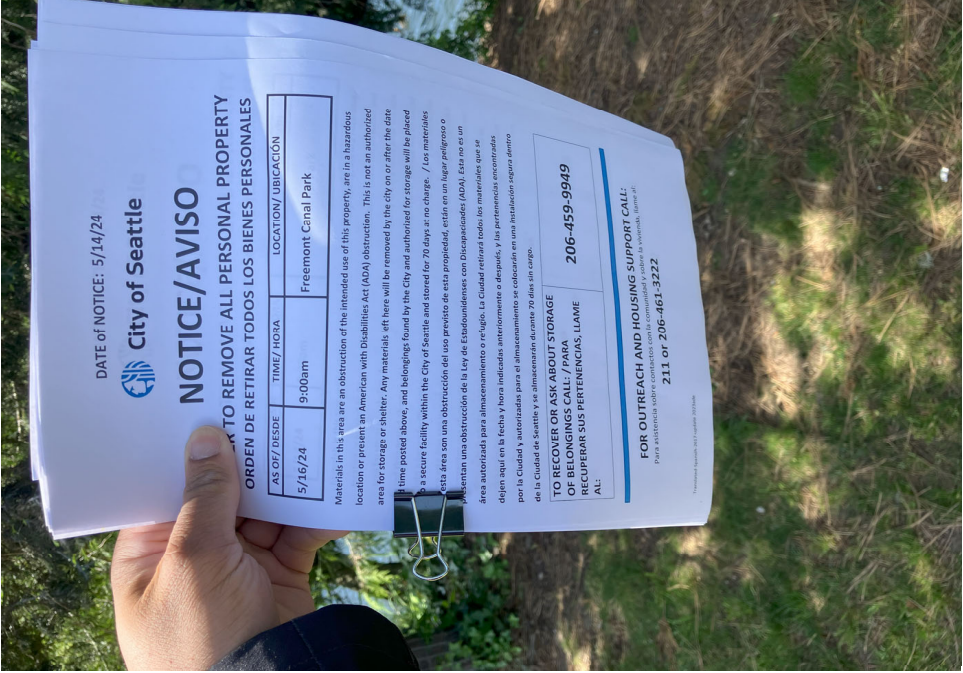 DATE of NOTICE: 5/14/24
City of Seattle
NOTICE/AVISO
TO REMOVE ALL PERSONAL PROPERTY
ORDEN DE RETIRAR TODOS LOS BIENES PERSONALES
AS OF/ DESDE TIME/ HORA LOCATION/ UBICACIÓN
5/16/24 9:00am Freemont Canal Park
Materials in this area are an obstruction of the intended use of this property, are in a hazardous
location or present an American with Disabilities Act (ADA) obstruction. This is not an authorized
area for storage or shelter. Any materials left here will be removed by the city on or after the date
time posted above, and belongings found by the City and authorized for storage will be placed
a secure facility within the City of Seattle and stored for 70 days at no charge. / Los materiales
esta área son una obstrucción del uso previsto de esta propiedad, están en un lugar peligroso o
presentan una obstrucción de la Ley de Estadounidenses con Discapacidades (ADA). Esta no es un
área autorizada para almacenamiento o refugio. La Ciudad retirará todos los materiales que se
dejen aquí en la fecha y hora indicadas anteriormente o después, y las pertenencias encontradas
por la Ciudad y autorizadas para el almacenamiento se colocarán en una instalación segura dentro
de la Ciudad de Seattle y se almacenarán durante 70 días sin cargo.
TO RECOVER OR ASK ABOUT STORAGE
OF BELONGINGS CALL: / PARA
RECUPERAR SUS PERTENENCIAS, LLAME
AL:
206-459-9949
FOR OUTREACH AND HOUSING SUPPORT CALL:
Para asistencia sobre contactos con la comunidad y sobre la vivienda, llame al:
211 or 206-461-3222